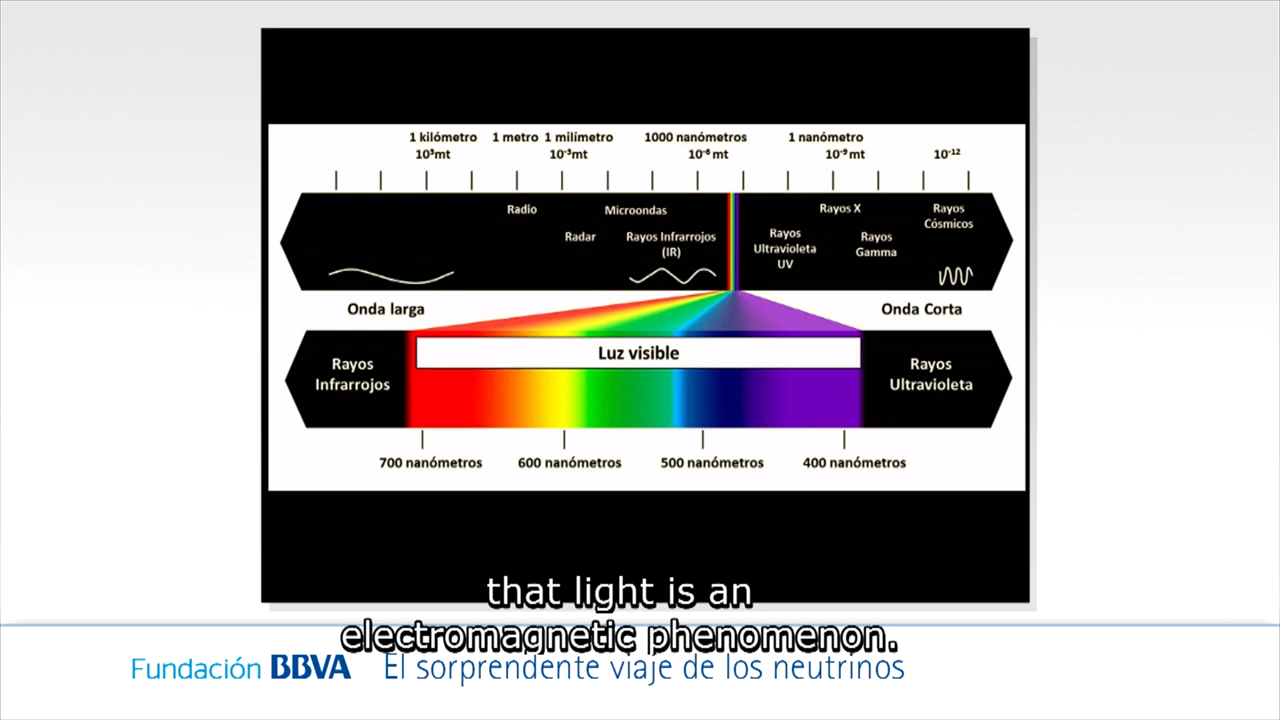 1 kilómetro 1 metro 1 milímetro 1000 nanómetros 1 nanómetro
10³mt 10⁻³mt 10⁻⁶ mt 10⁻⁹ mt 10⁻¹²
Radio Microondas Rayos X Rayos
Cósmicos
Radar Rayos Infrarrojos
(IR)
Rayos
Ultravioleta
UV
Rayos
Gamma
Onda larga Onda Corta
Rayos
Infrarrojos
Luz visible
Rayos
Ultravioleta
700 nanómetros 600 nanómetros 500 nanómetros 400 nanómetros
that light is an
electromagnetic phenomenon.
Fundación BBVA El sorprendente viaje de los neutrinos